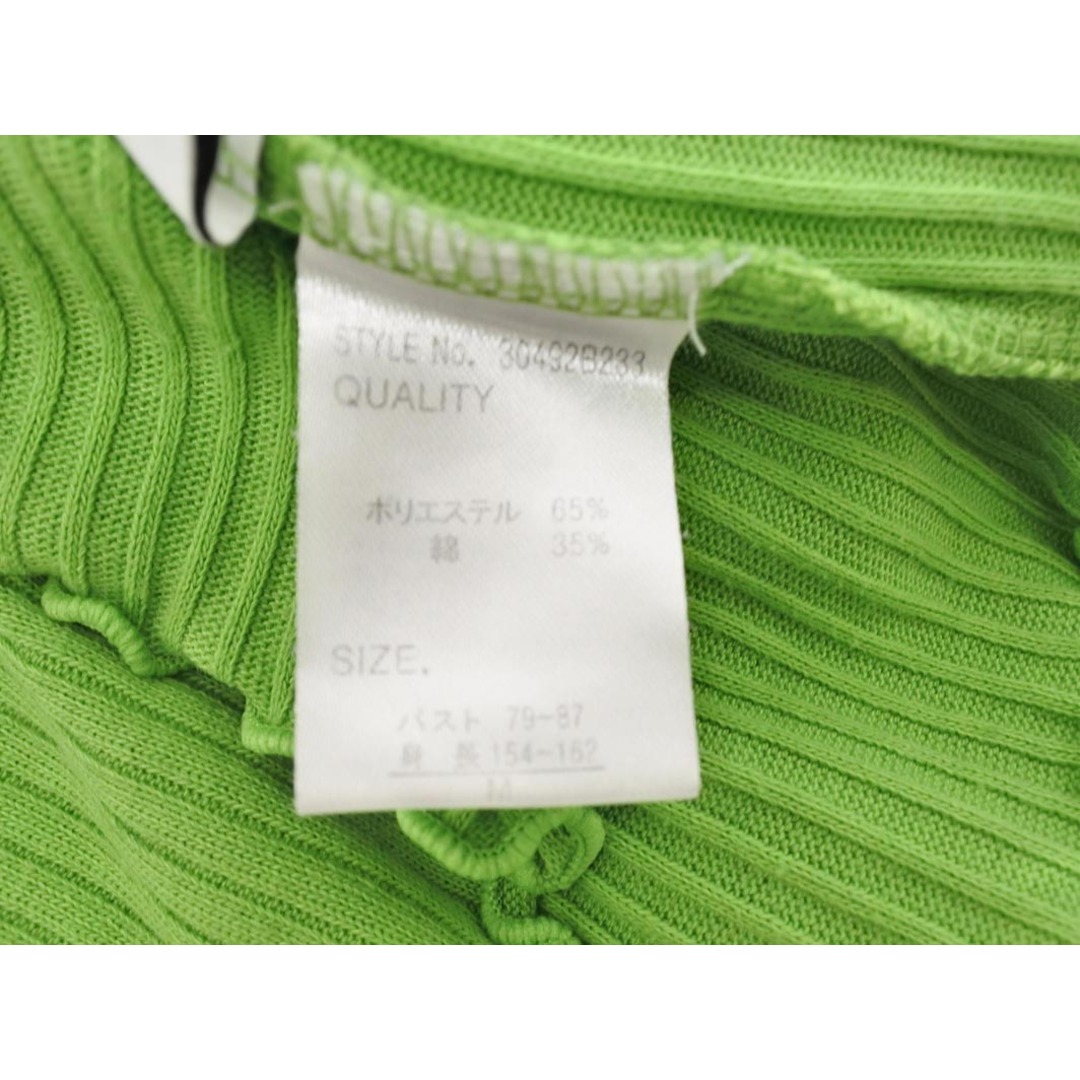 STYLE No. 30492B233
QUALITY
ポリエステル 65%
綿 35%
SIZE.
バスト 79-87
身 長 154-162